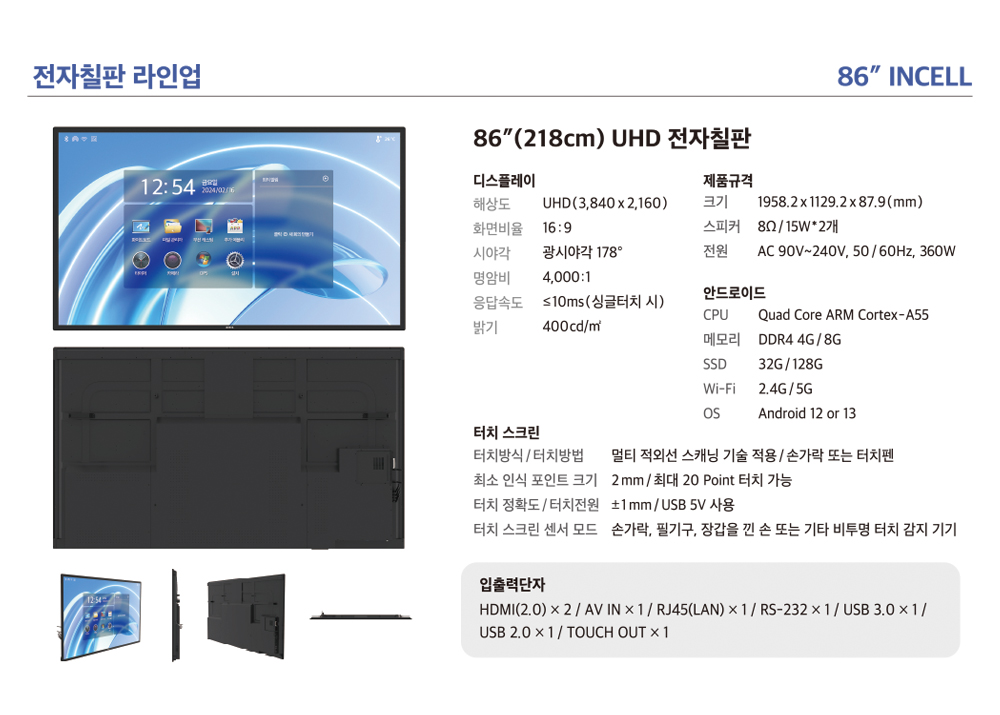 전자칠판 라인업
86″ INCELL
12:54
금요일
2024/02/16
파일 관리자
설정
86″(218cm) UHD 전자칠판
디스플레이
해상도 UHD(3,840 x 2,160)
화면비율 16:9
시야각 광시야각 178°
명암비 4,000:1
응답속도 ≤10ms(싱글터치 시)
밝기 400cd/㎡
제품규격
크기 1958.2 x 1129.2 x 87.9(mm)
스피커 8Ω/15W*2개
전원 AC 90V~240V, 50/60Hz, 360W
안드로이드
CPU Quad Core ARM Cortex-A55
메모리 DDR4 4G/8G
SSD 32G/128G
Wi-Fi 2.4G/5G
OS Android 12 or 13
터치 스크린
터치방식/터치방법 멀티 적외선 스캐닝 기술 적용/손가락 또는 터치펜
최소 인식 포인트 크기 2mm/최대 20 Point 터치 가능
터치 정확도/터치전원 ±1mm/USB 5V 사용
터치 스크린 센서 모드 손가락, 필기구, 장갑을 낀 손 또는 기타 비투명 터치 감지 기기
입출력단자
HDMI(2.0) × 2 / AV IN × 1 / RJ45(LAN) × 1 / RS-232 × 1 / USB 3.0 × 1 /
USB 2.0 × 1 / TOUCH OUT × 1